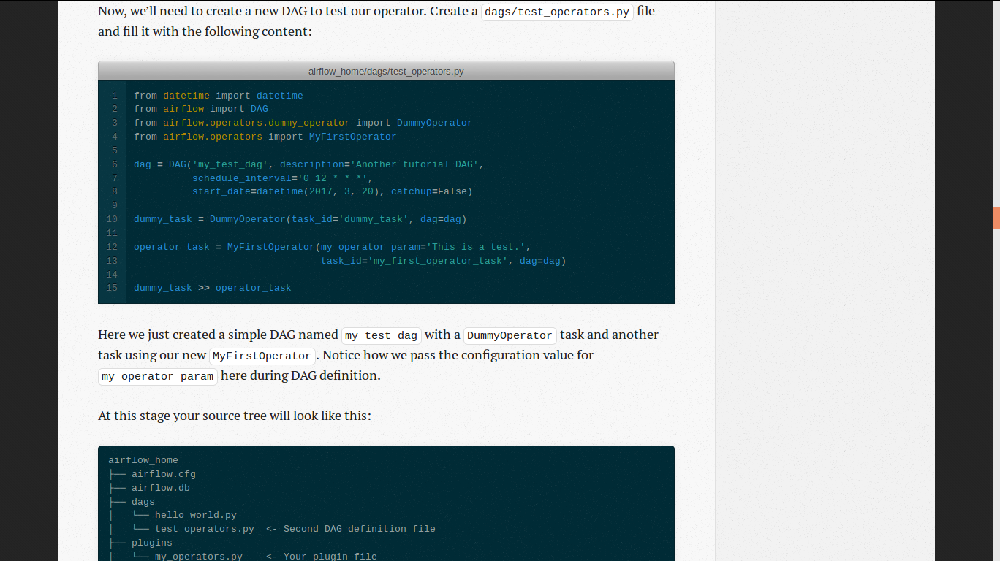 Now, we’ll need to create a new DAG to test our operator. Create a dags/test_operators.py file
and fill it with the following content:
airflow_home/dags/test_operators.py
1 from datetime import datetime
2 from airflow import DAG
3 from airflow.operators.dummy_operator import DummyOperator
4 from airflow.operators import MyFirstOperator
5
6 dag = DAG('my_test_dag', description='Another tutorial DAG',
7           schedule_interval='0 12 * * *',
8           start_date=datetime(2017, 3, 20), catchup=False)
9
10 dummy_task = DummyOperator(task_id='dummy_task', dag=dag)
11
12 operator_task = MyFirstOperator(my_operator_param='This is a test.',
13                                 task_id='my_first_operator_task', dag=dag)
14
15 dummy_task >> operator_task
Here we just created a simple DAG named my_test_dag with a DummyOperator task and another
task using our new MyFirstOperator. Notice how we pass the configuration value for
my_operator_param here during DAG definition.
At this stage your source tree will look like this:
airflow_home
├── airflow.cfg
├── airflow.db
├── dags
│   └── hello_world.py
│   └── test_operators.py  <- Second DAG definition file
├── plugins
│   └── my_operators.py    <- Your plugin file